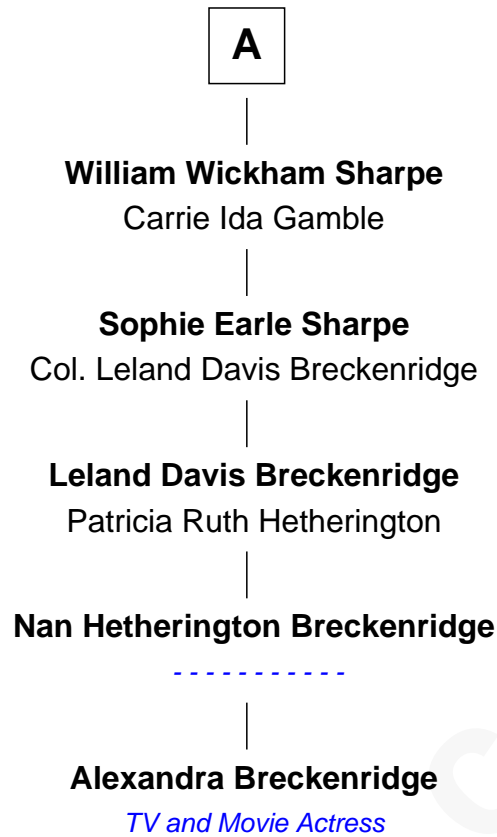 A
William Wickham Sharpe
Carrie Ida Gamble
Sophie Earle Sharpe
Col. Leland Davis Breckenridge
Leland Davis Breckenridge
Patricia Ruth Hetherington
Nan Hetherington Breckenridge
- - - - - - - - - - -
Alexandra Breckenridge
TV and Movie Actress